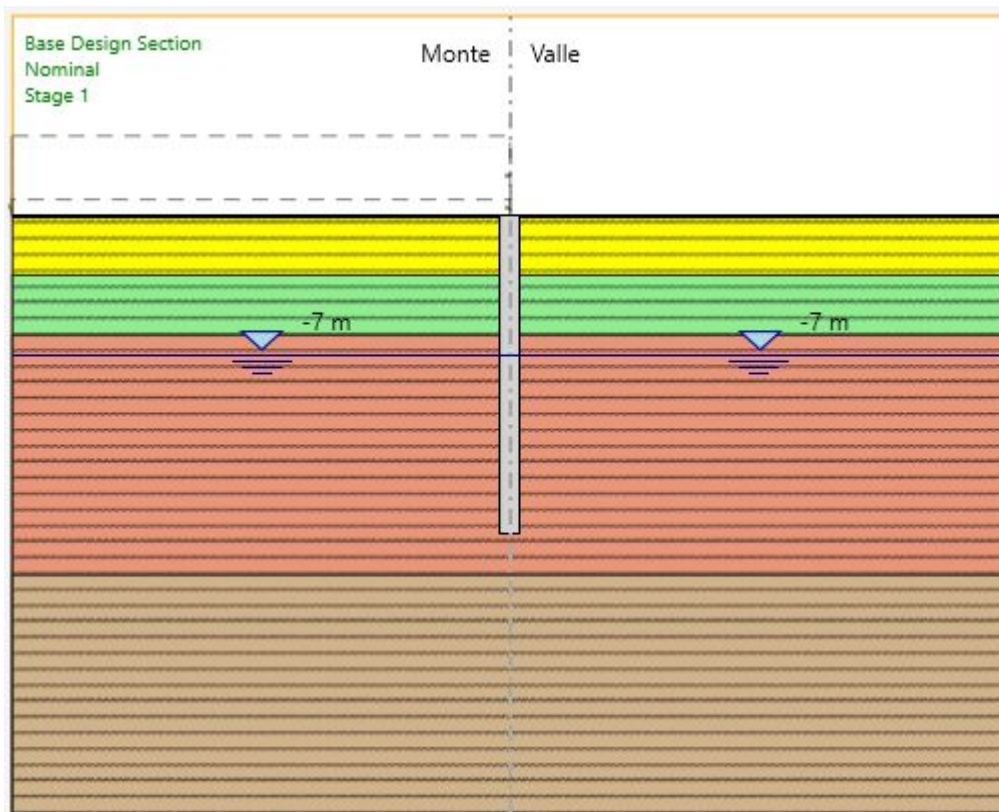 Base Design Section
Nominal
Stage 1
Monte
Valle
-7 m
-7 m